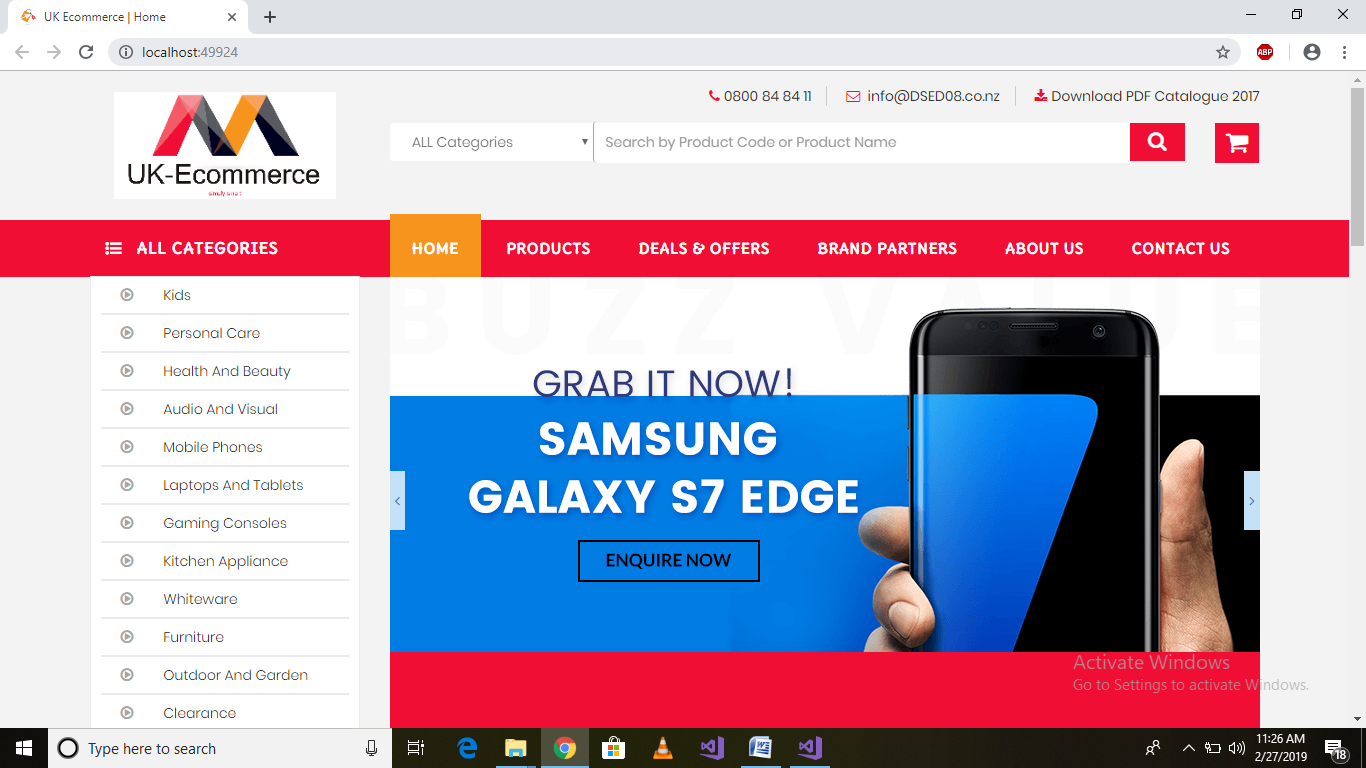 UK Ecommerce | Home
localhost:49924
ABP
0800 84 84 11
info@DSED08.co.nz
Download PDF Catalogue 2017
UK-Ecommerce
simply smart
ALL Categories
Search by Product Code or Product Name
ALL CATEGORIES
HOME
PRODUCTS
DEALS & OFFERS
BRAND PARTNERS
ABOUT US
CONTACT US
Kids
Personal Care
Health And Beauty
Audio And Visual
Mobile Phones
Laptops And Tablets
Gaming Consoles
Kitchen Appliance
Whiteware
Furniture
Outdoor And Garden
Clearance
BUZZ VALUE
GRAB IT NOW!
SAMSUNG
GALAXY S7 EDGE
ENQUIRE NOW
Activate Windows
Go to Settings to activate Windows.
Type here to search
11:26 AM
2/27/2019
18